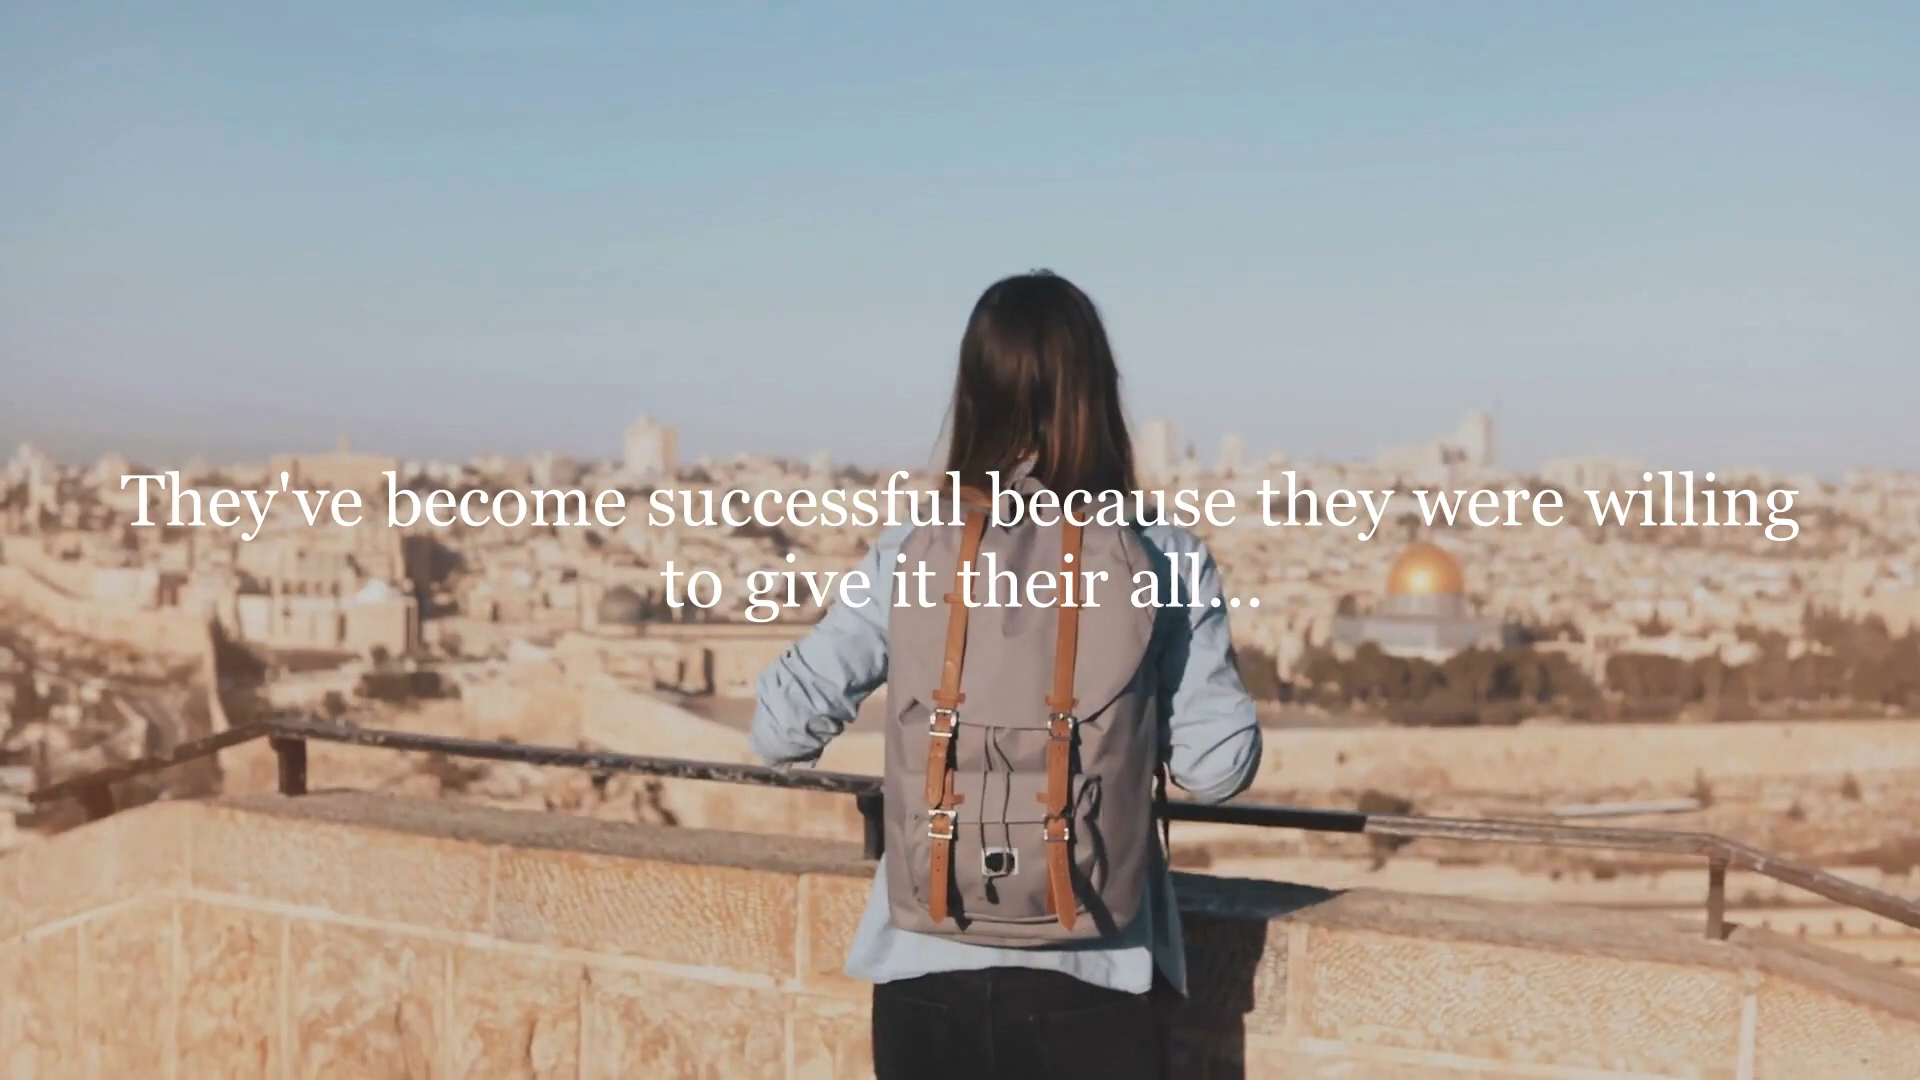 They've become successful because they were willing
to give it their all...